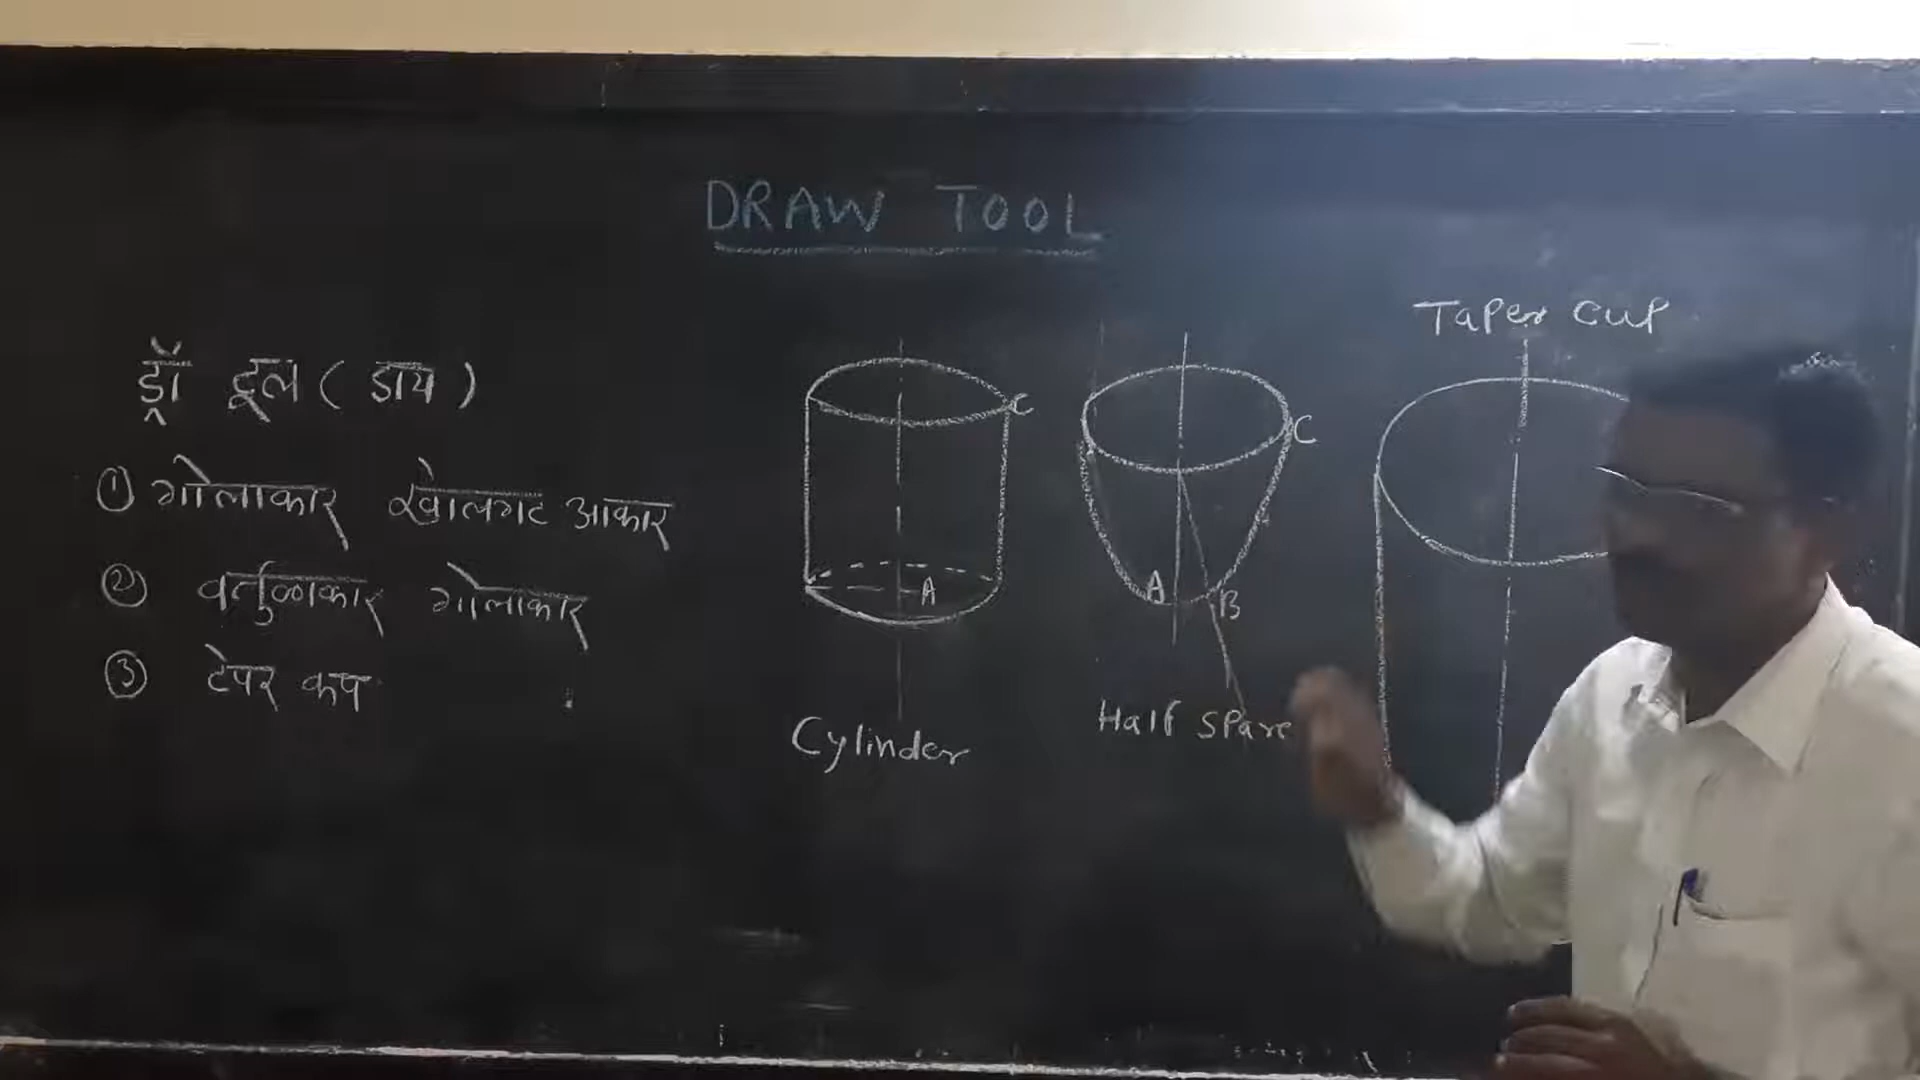 DRAW TOOL
ड्रॉ टूल ( डाय )
① गोलाकार खोलगट आकार
② वर्तुळाकार गोलाकार
③ टेपर कप
C
A
Cylinder
C
A
B
Half Spare
Taper cup